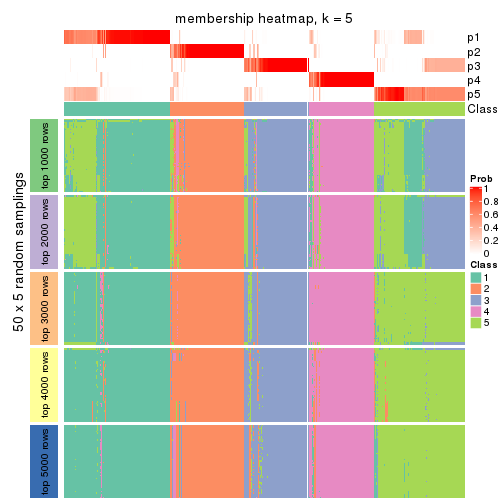 membership heatmap, k = 5
p1
p2
p3
p4
p5
Class
50 x 5 random samplings
top 1000 rows
top 2000 rows
top 3000 rows
top 4000 rows
top 5000 rows
Prob
1
0.8
0.6
0.4
0.2
0
Class
1
2
3
4
5